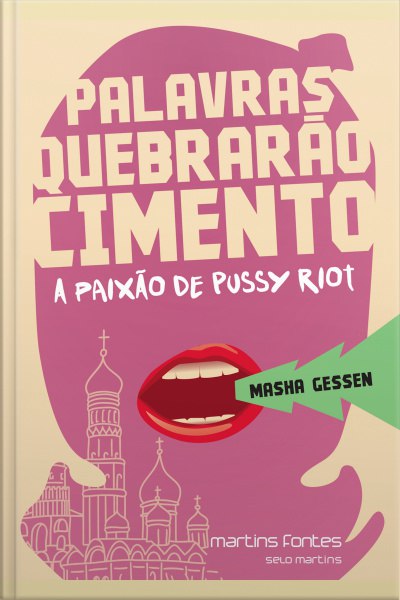 PALAVRAS
QUEBRARÃO
CIMENTO
A PAIXÃO DE PUSSY RIOT
MASHA GESSEN
martins fontes
selo martins